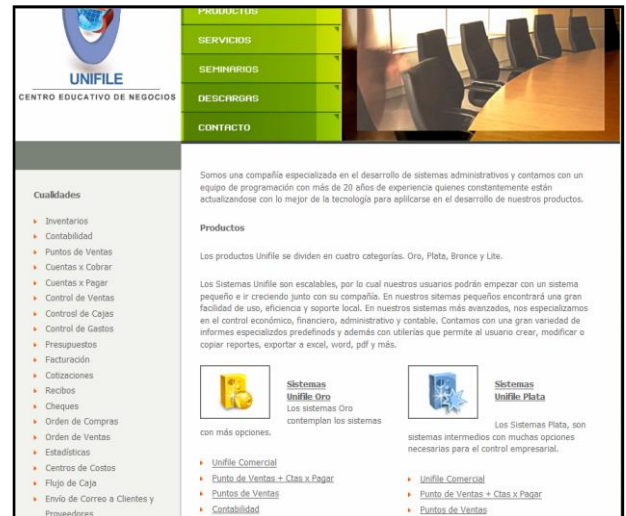 PRODUCTOS
SERVICIOS
SEMINARIOS
DESCARGAS
CONTACTO
UNIFILE
CENTRO EDUCATIVO DE NEGOCIOS
Cualidades
Inventarios
Contabilidad
Puntos de Ventas
Cuentas x Cobrar
Cuentas x Pagar
Control de Ventas
Controsl de Cajas
Control de Gastos
Presupuestos
Facturación
Cotizaciones
Recibos
Cheques
Orden de Compras
Orden de Ventas
Estadísticas
Centros de Costos
Flujo de Caja
Envío de Correo a Clientes y
Proveedores
Somos una compañía especializada en el desarrollo de sistemas administrativos y contamos con un
equipo de programación con más de 20 años de experiencia quienes constantemente están
actualizandose con lo mejor de la tecnología para aplilcarse en el desarrollo de nuestros productos.
Productos
Los productos Unifile se dividen en cuatro categorías. Oro, Plata, Bronce y Lite.
Los Sistemas Unifile son escalables, por lo cual nuestros usuarios podrán empezar con un sistema
pequeño e ir creciendo junto con su compañía. En nuestros sitemas pequeños encontrará una gran
facilidad de uso, eficiencia y soporte local. En nuestros sistemas más avanzados, nos especializamos
en el control económico, financiero, administrativo y contable. Contamos con una gran variedad de
informes especializdos predefinods y además con utilerías que permite al usuario crear, modificar o
copiar reportes, exportar a excel, word, pdf y más.
Sistemas
Unifile Oro
Los sistemas Oro
contemplan los sistemas
con más opciones.
Unifile Comercial
Punto de Ventas + Ctas x Pagar
Puntos de Ventas
Contabilidad
Sistemas
Unifile Plata
Los Sistemas Plata, son
sistemas intermedios con muchas opciones
necesarias para el control empresarial.
Unifile Comercial
Punto de Ventas + Ctas x Pagar
Puntos de Ventas